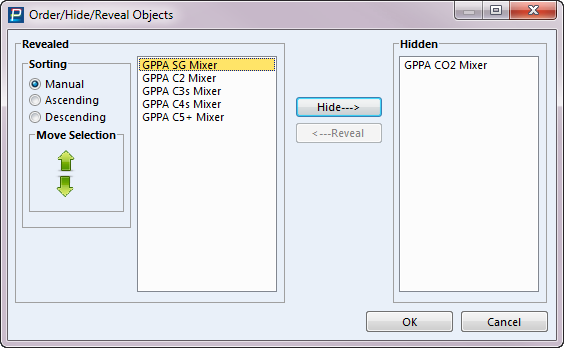 Order/Hide/Reveal Objects
Revealed
Sorting
Manual
Ascending
Descending
Move Selection
GPPA SG Mixer
GPPA C2 Mixer
GPPA C3s Mixer
GPPA C4s Mixer
GPPA C5+ Mixer
Hide--->
<---Reveal
Hidden
GPPA CO2 Mixer
OK
Cancel